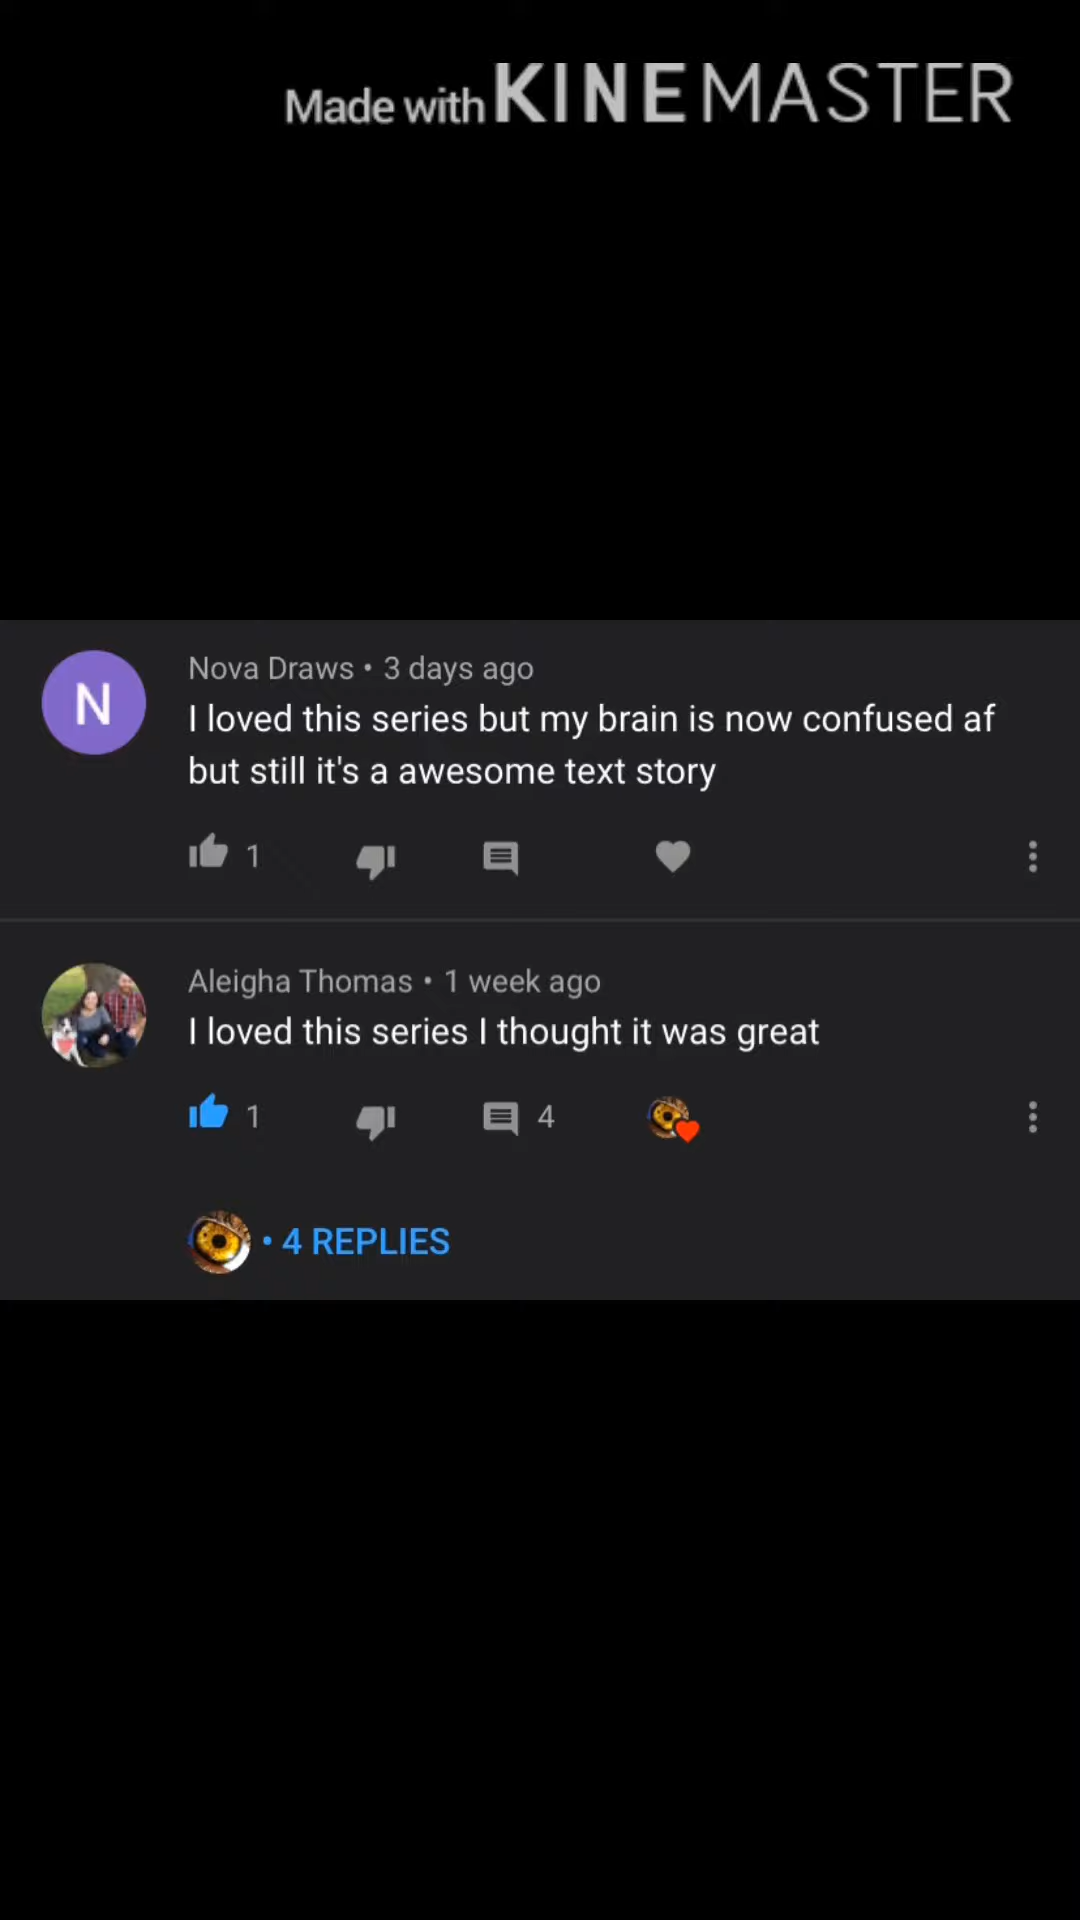 Made with KINEMASTER
N
Nova Draws • 3 days ago
I loved this series but my brain is now confused af
but still it's a awesome text story
1
Aleigha Thomas • 1 week ago
I loved this series I thought it was great
1
4
• 4 REPLIES